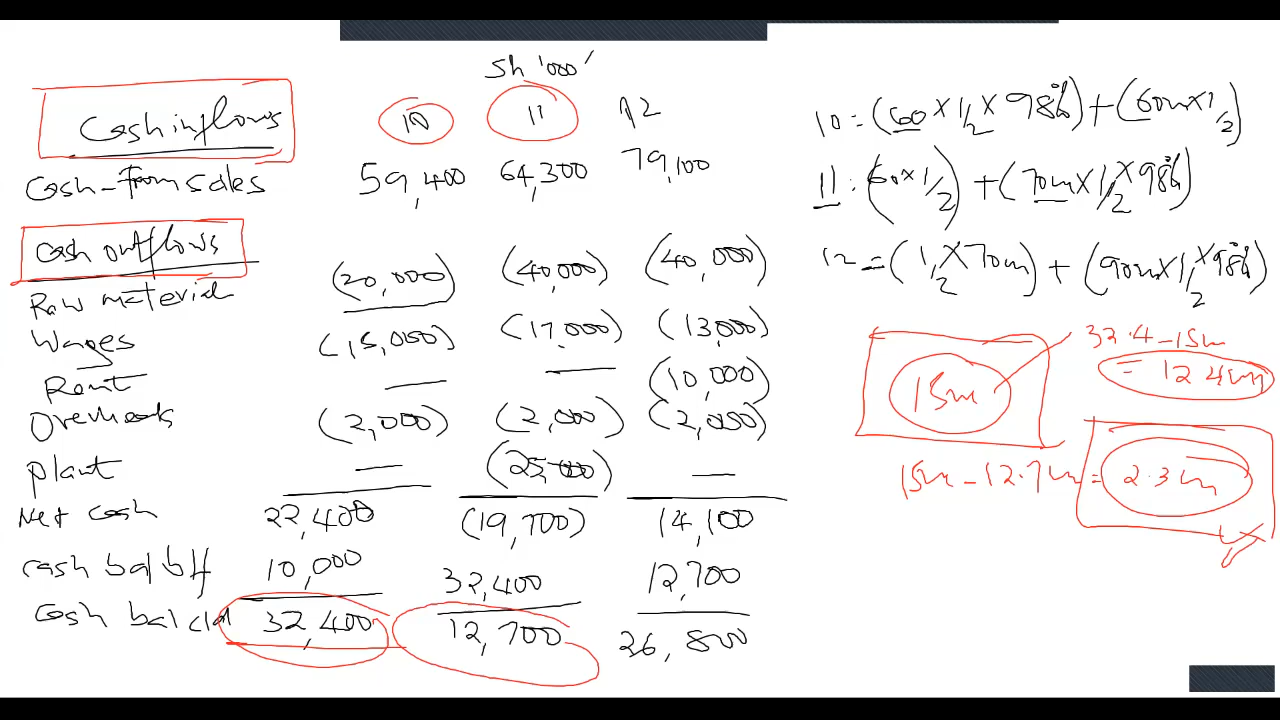 Sh '000'
Cash inflows 10 11 12
Cash from sales 59,400 64,300 79,100
Cash outflows
Raw material (20,000) (40,000) (40,000)
Wages (15,000) (17,000) (13,000)
Rent — — (10,000)
Overheads (2,000) (2,000) (2,000)
plant — (25,000) —
Net cash 22,400 (19,700) 14,100
cash bal b/f 10,000 32,400 12,700
cash bal c/d 32,400 12,700 26,800
10 = (60 × 1/2 × 98%) + (60m × 1/2)
11 : (60 × 1/2) + (70m × 1/2 × 98%)
12 = (1/2 × 70m) + (90m × 1/2 × 98%)
15m 32.4 - 15m
= 12.4m
15m - 12.7m = 2.3m